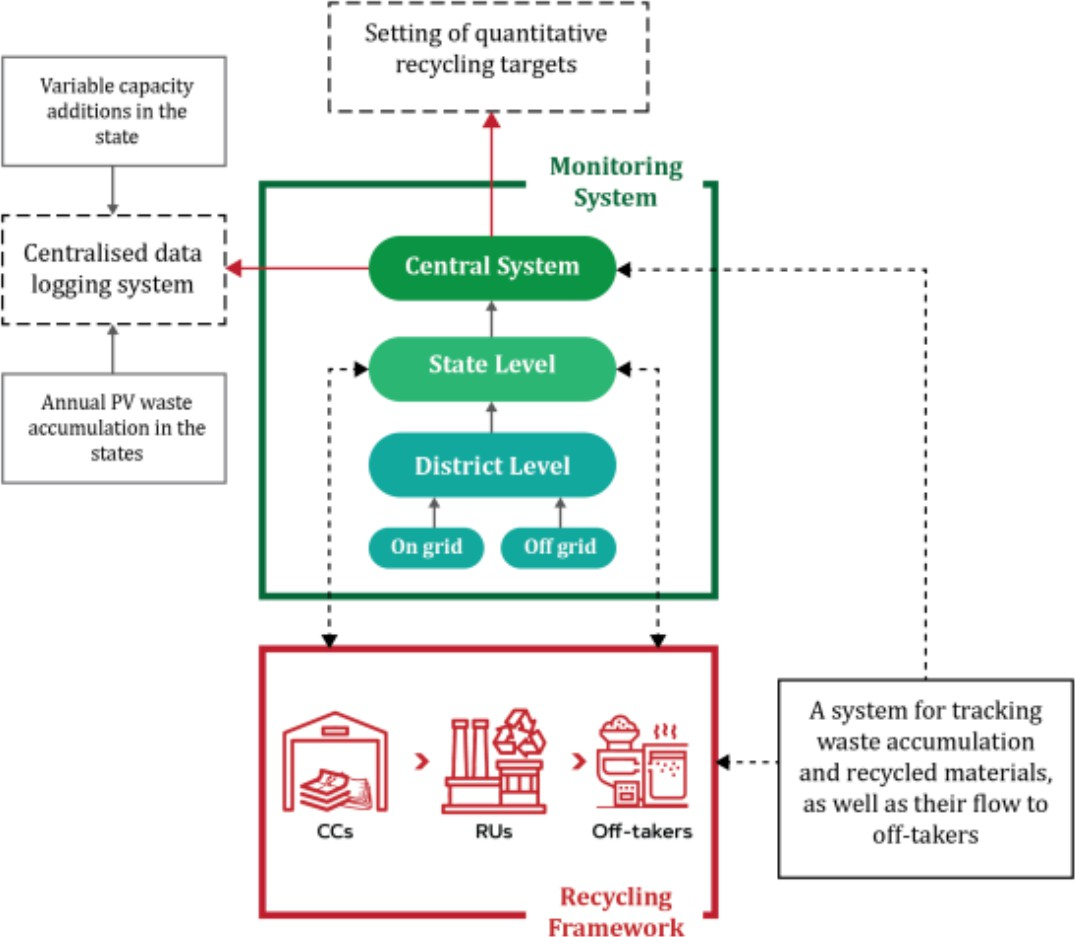 Setting of quantitative
recycling targets
Variable capacity
additions in the
state
Monitoring
System
Centralised data
logging system
Central System
State Level
Annual PV waste
accumulation in the
states
District Level
On grid
Off grid
A system for tracking
waste accumulation
and recycled materials,
as well as their flow to
off-takers
CCs
RUs
Off-takers
Recycling
Framework